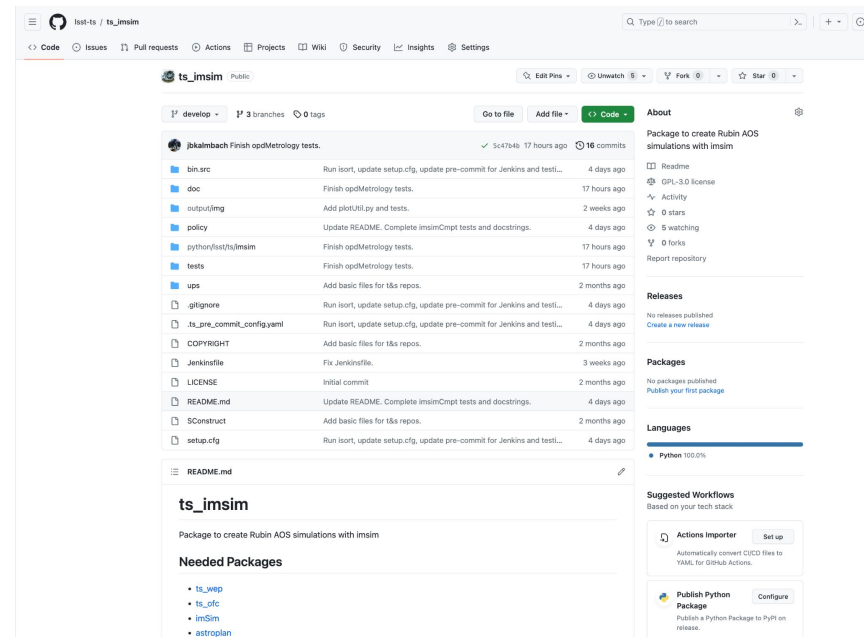 lsst-ts / ts_imsim
Type / to search
Code Issues Pull requests Actions Projects Wiki Security Insights Settings
ts_imsim Public
Edit Pins Unwatch 5 Fork 0 Star 0
develop 3 branches 0 tags
Go to file Add file Code
jbkalmbach Finish opdMetrology tests. 5c47b4b 17 hours ago 16 commits
bin.src Run isort, update setup.cfg, update pre-commit for Jenkins and testi... 4 days ago
doc Finish opdMetrology tests. 17 hours ago
output/img Add plotUtil.py and tests. 2 weeks ago
policy Update README. Complete imsimCmpt tests and docstrings. 4 days ago
python/lsst/ts/imsim Finish opdMetrology tests. 17 hours ago
tests Finish opdMetrology tests. 17 hours ago
ups Add basic files for t&s repos. 2 months ago
.gitignore Run isort, update setup.cfg, update pre-commit for Jenkins and testi... 4 days ago
.ts_pre_commit_config.yaml Run isort, update setup.cfg, update pre-commit for Jenkins and testi... 4 days ago
COPYRIGHT Add basic files for t&s repos. 2 months ago
Jenkinsfile Fix Jenkinsfile. 3 weeks ago
LICENSE Initial commit 2 months ago
README.md Update README. Complete imsimCmpt tests and docstrings. 4 days ago
SConstruct Add basic files for t&s repos. 2 months ago
setup.cfg Run isort, update setup.cfg, update pre-commit for Jenkins and testi... 4 days ago
README.md
ts_imsim
Package to create Rubin AOS simulations with imsim
Needed Packages
ts_wep
ts_ofc
imSim
astroplan
About
Package to create Rubin AOS
simulations with imsim
Readme
GPL-3.0 license
Activity
0 stars
5 watching
0 forks
Report repository
Releases
No releases published
Create a new release
Packages
No packages published
Publish your first package
Languages
Python 100.0%
Suggested Workflows
Based on your tech stack
Actions Importer Set up
Automatically convert CI/CD files to
YAML for GitHub Actions.
Publish Python
Package
Configure
Publish a Python Package to PyPI on
release.